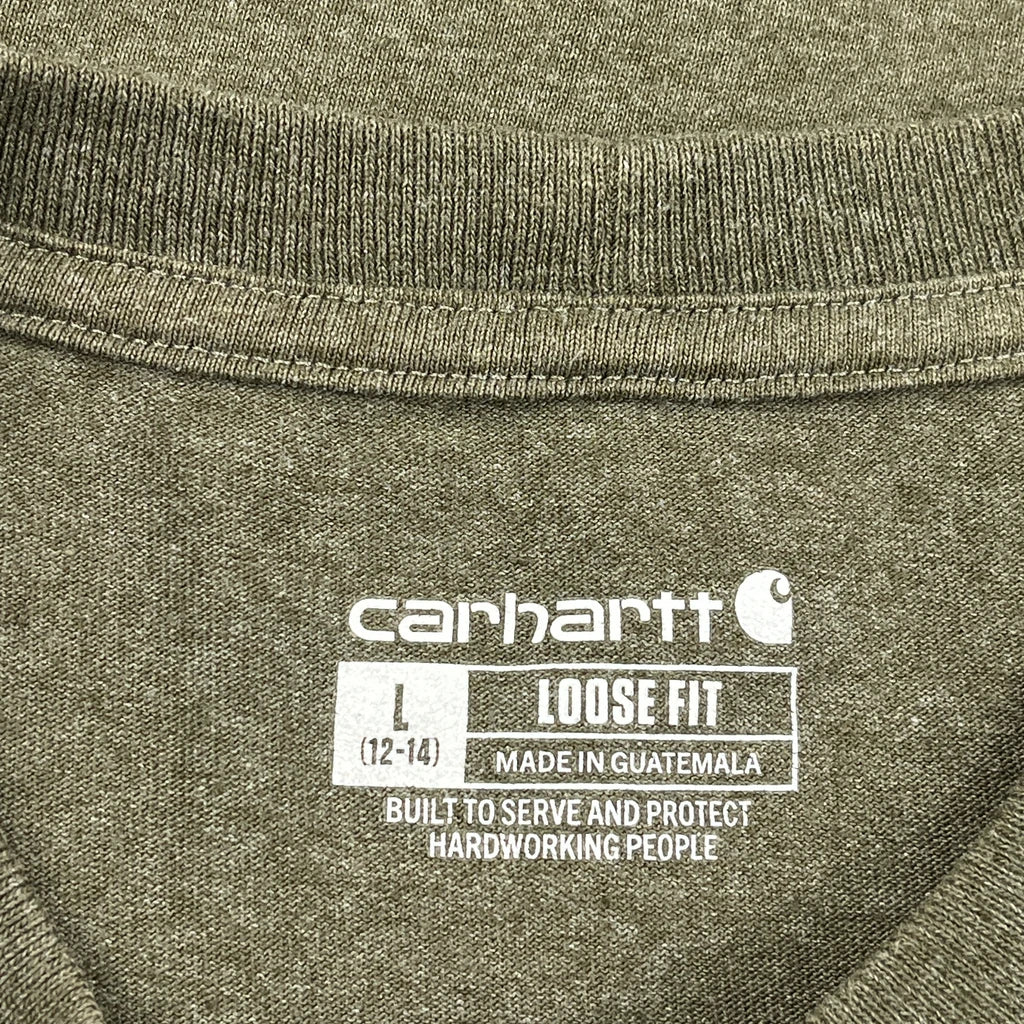 carhartt
L
(12-14)
LOOSE FIT
MADE IN GUATEMALA
BUILT TO SERVE AND PROTECT
HARDWORKING PEOPLE